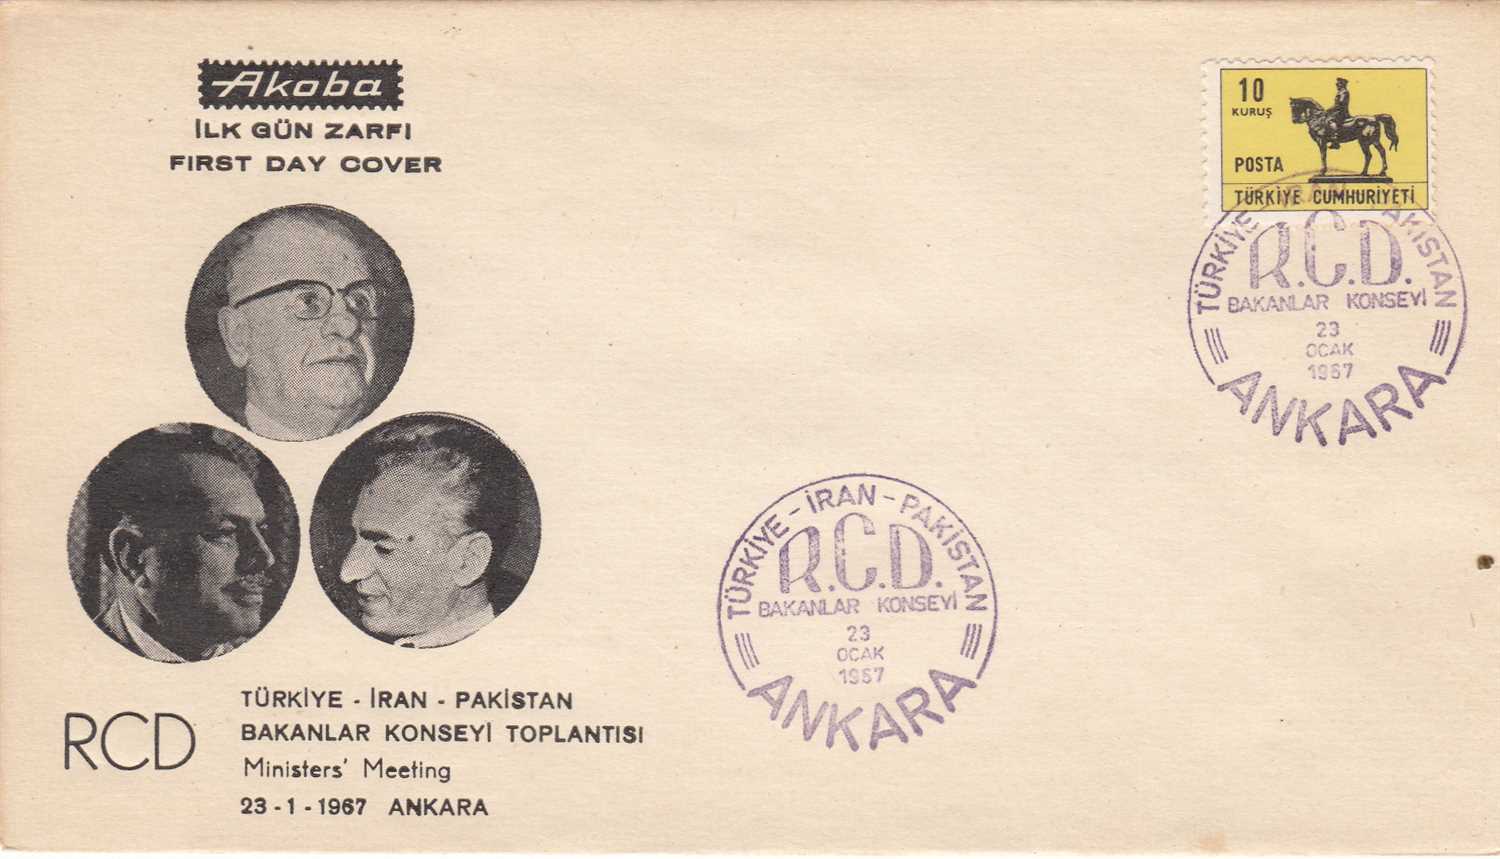 Akoba
İLK GÜN ZARFI
FIRST DAY COVER
10
KURUŞ
POSTA
TÜRKİYE CUMHURİYETİ
TÜRKİYE - İRAN - PAKİSTAN
R.C.D.
BAKANLAR KONSEYİ
23
OCAK
1967
ANKARA
TÜRKİYE - İRAN - PAKİSTAN
R.C.D.
BAKANLAR KONSEYİ
23
OCAK
1967
ANKARA
RCD
TÜRKİYE - İRAN - PAKİSTAN
BAKANLAR KONSEYİ TOPLANTISI
Ministers' Meeting
23 - 1 - 1967 ANKARA